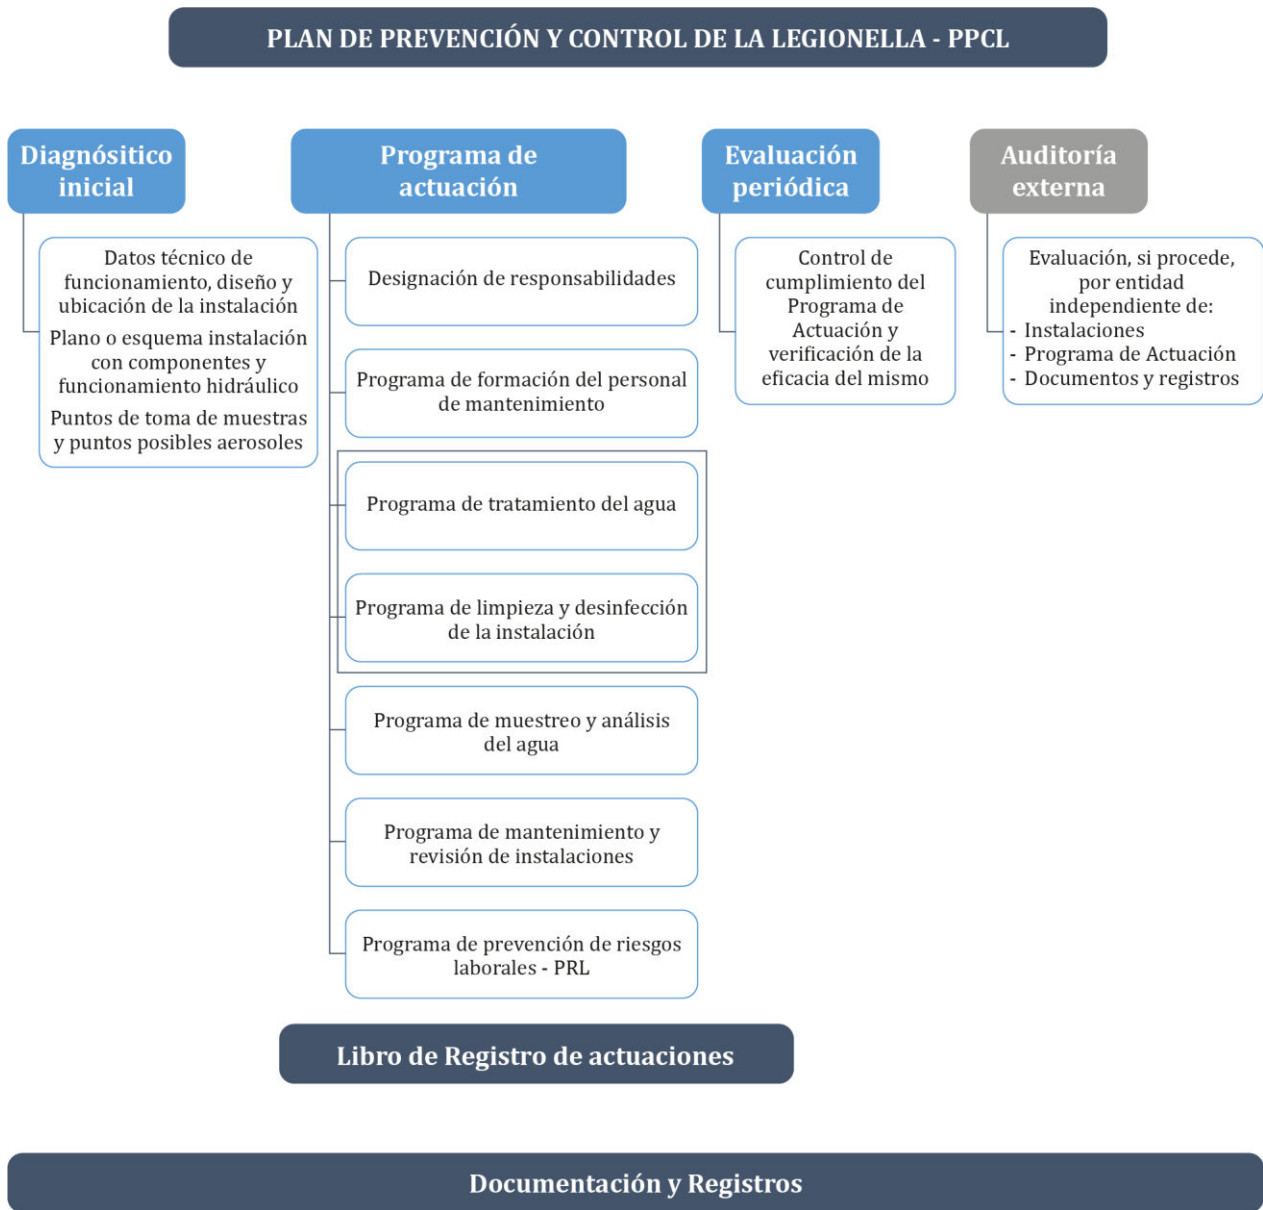 PLAN DE PREVENCIÓN Y CONTROL DE LA LEGIONELLA - PPCL
Diagnósitico
inicial
Datos técnico de
funcionamiento, diseño y
ubicación de la instalación
Plano o esquema instalación
con componentes y
funcionamiento hidráulico
Puntos de toma de muestras
y puntos posibles aerosoles
Programa de
actuación
Designación de responsabilidades
Programa de formación del personal
de mantenimiento
Programa de tratamiento del agua
Programa de limpieza y desinfección
de la instalación
Programa de muestreo y análisis
del agua
Programa de mantenimiento y
revisión de instalaciones
Programa de prevención de riesgos
laborales - PRL
Evaluación
periódica
Control de
cumplimiento del
Programa de
Actuación y
verificación de la
eficacia del mismo
Auditoría
externa
Evaluación, si procede,
por entidad
independiente de:
- Instalaciones
- Programa de Actuación
- Documentos y registros
Libro de Registro de actuaciones
Documentación y Registros